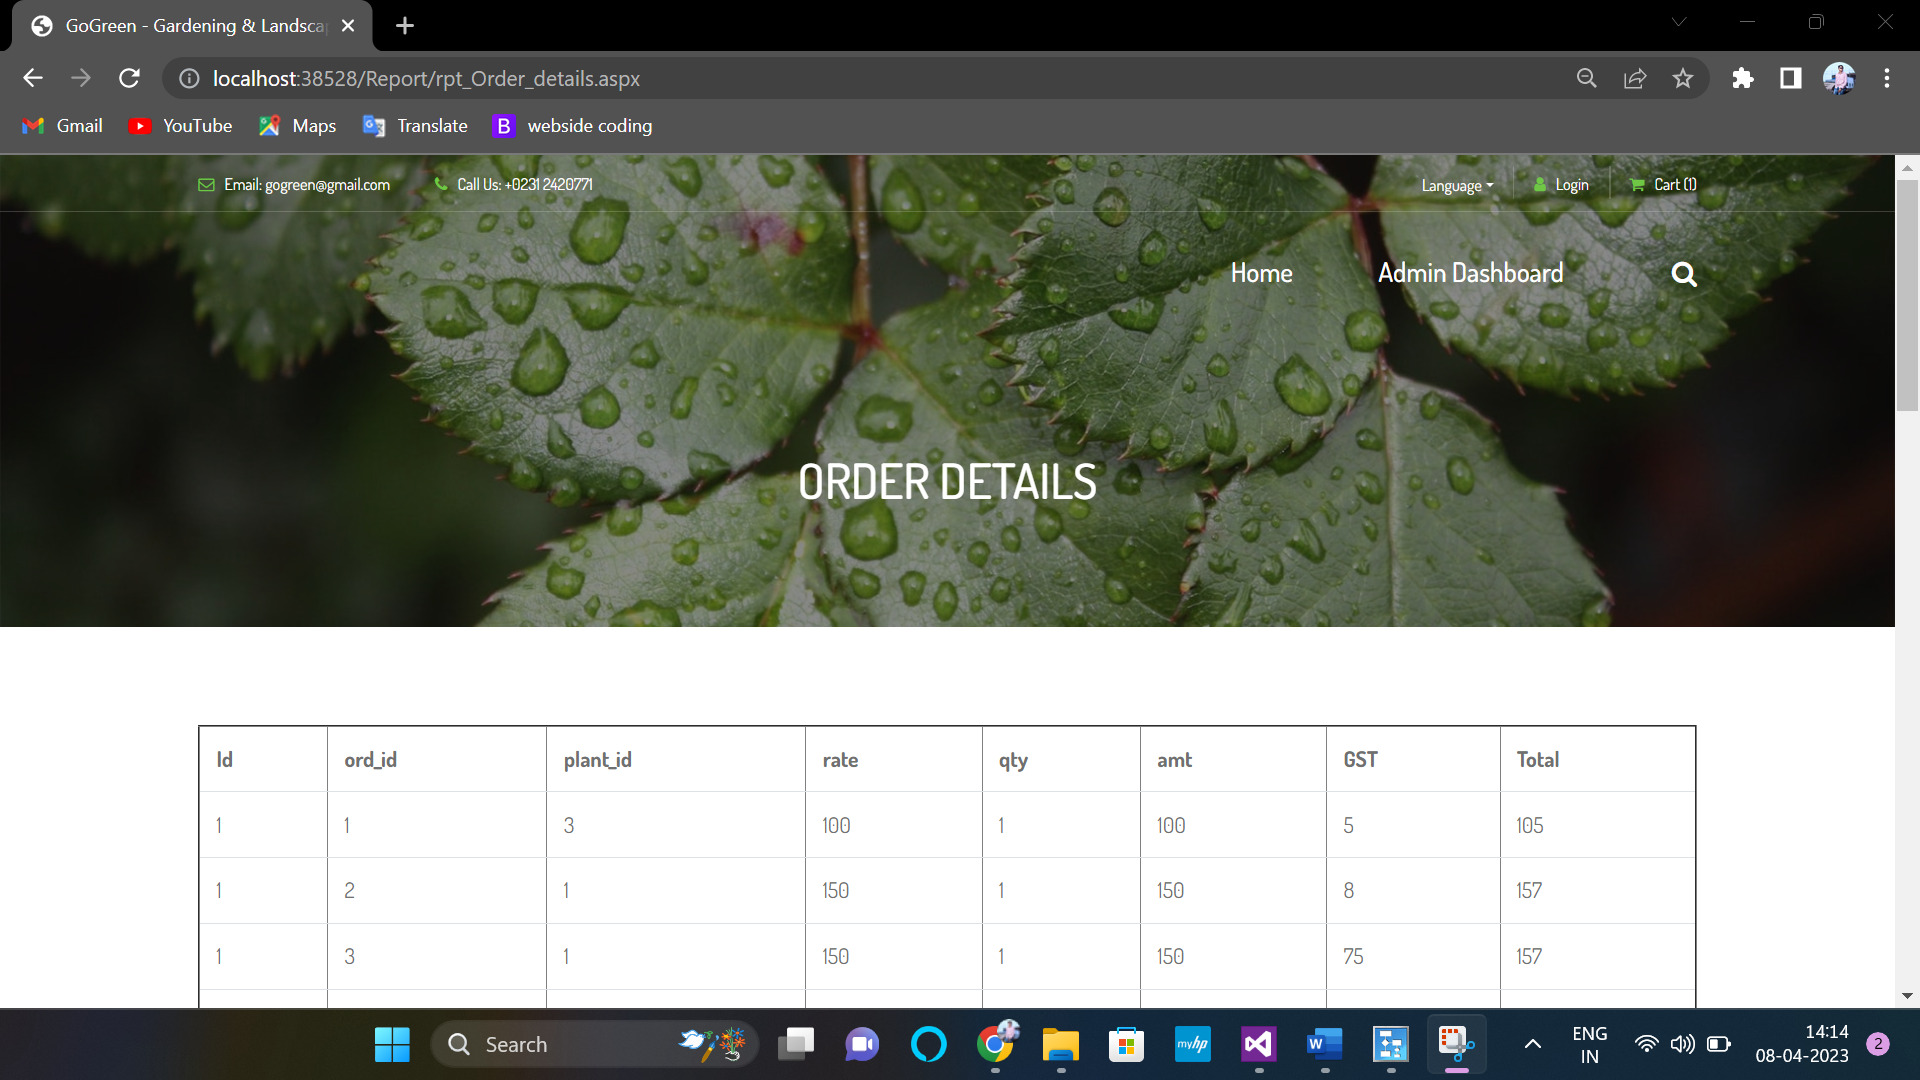 GoGreen - Gardening & Landsca
localhost:38528/Report/rpt_Order_details.aspx
Gmail YouTube Maps Translate B webside coding
Email: gogreen@gmail.com Call Us: +0231 2420771 Language Login Cart (1)
Home Admin Dashboard
ORDER DETAILS
Id ord_id plant_id rate qty amt GST Total
1 1 3 100 1 100 5 105
1 2 1 150 1 150 8 157
1 3 1 150 1 150 75 157
Search myhp W ENG 14:14
IN 08-04-2023 2